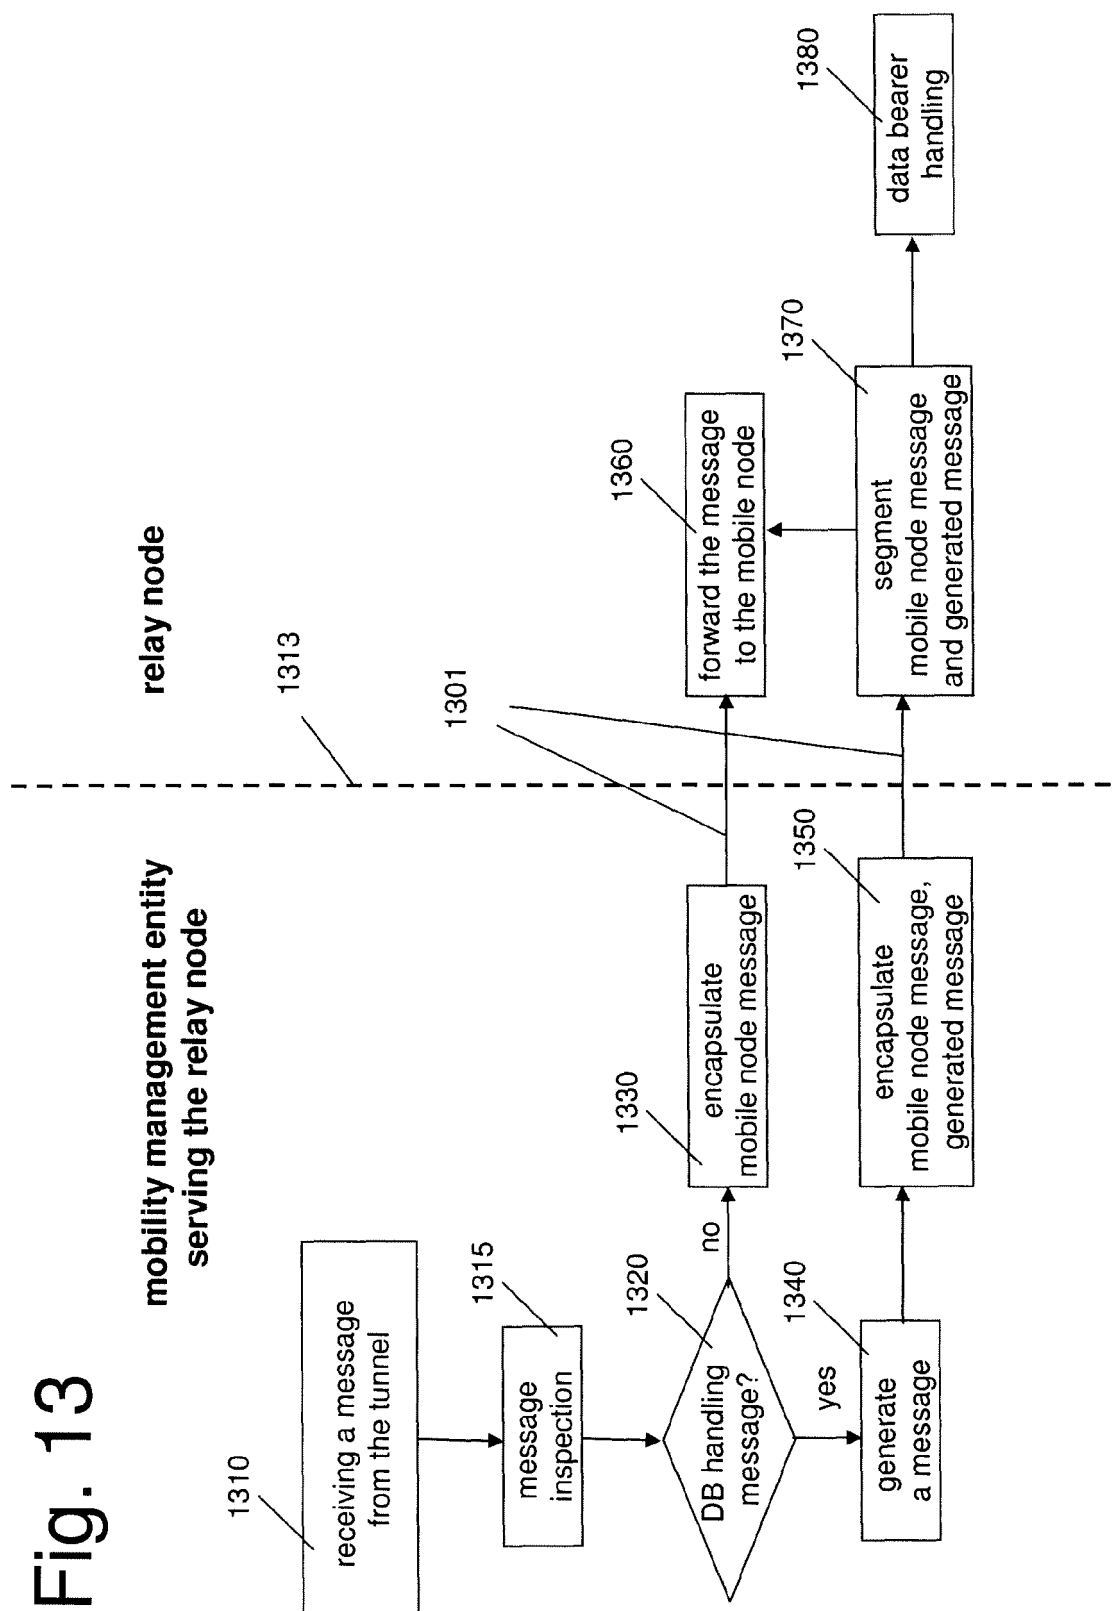 Fig. 13
mobility management entity
serving the relay node
relay node
1313
1310
receiving a message
from the tunnel
1315
message
inspection
1320
DB handling
message?
no
yes
1330
encapsulate
mobile node message
1301
1360
forward the message
to the mobile node
1340
generate
a message
1350
encapsulate
mobile node message,
generated message
1370
segment
mobile node message
and generated message
1380
data bearer
handling